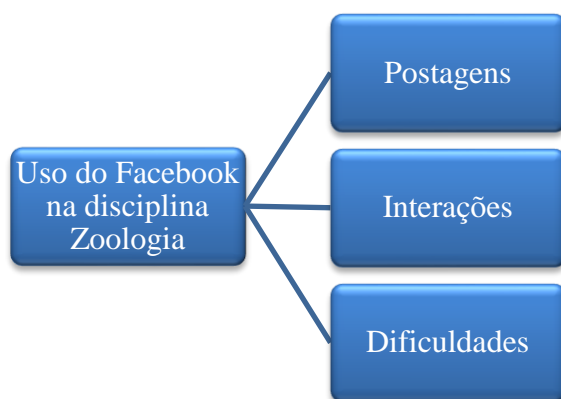 Uso do Facebook
na disciplina
Zoologia
Postagens
Interações
Dificuldades